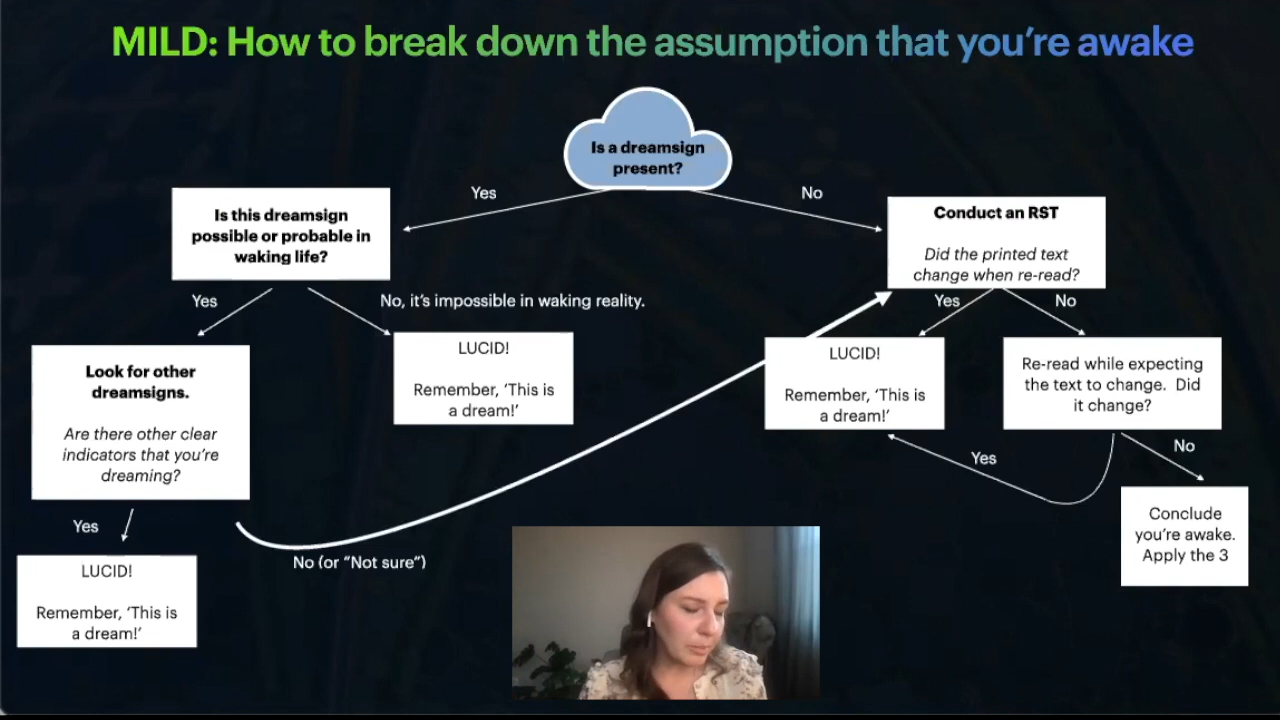 MILD: How to break down the assumption that you’re awake
Is a dreamsign
present?
Yes
No
Is this dreamsign
possible or probable in
waking life?
Conduct an RST
Did the printed text
change when re-read?
Yes
No, it’s impossible in waking reality.
Yes
No
Look for other
dreamsigns.
Are there other clear
indicators that you’re
dreaming?
LUCID!
Remember, ‘This is
a dream!’
LUCID!
Remember, ‘This is
a dream!’
Re-read while expecting
the text to change. Did
it change?
Yes
No
Yes
No (or “Not sure”)
Conclude
you’re awake.
Apply the 3
LUCID!
Remember, ‘This is
a dream!’